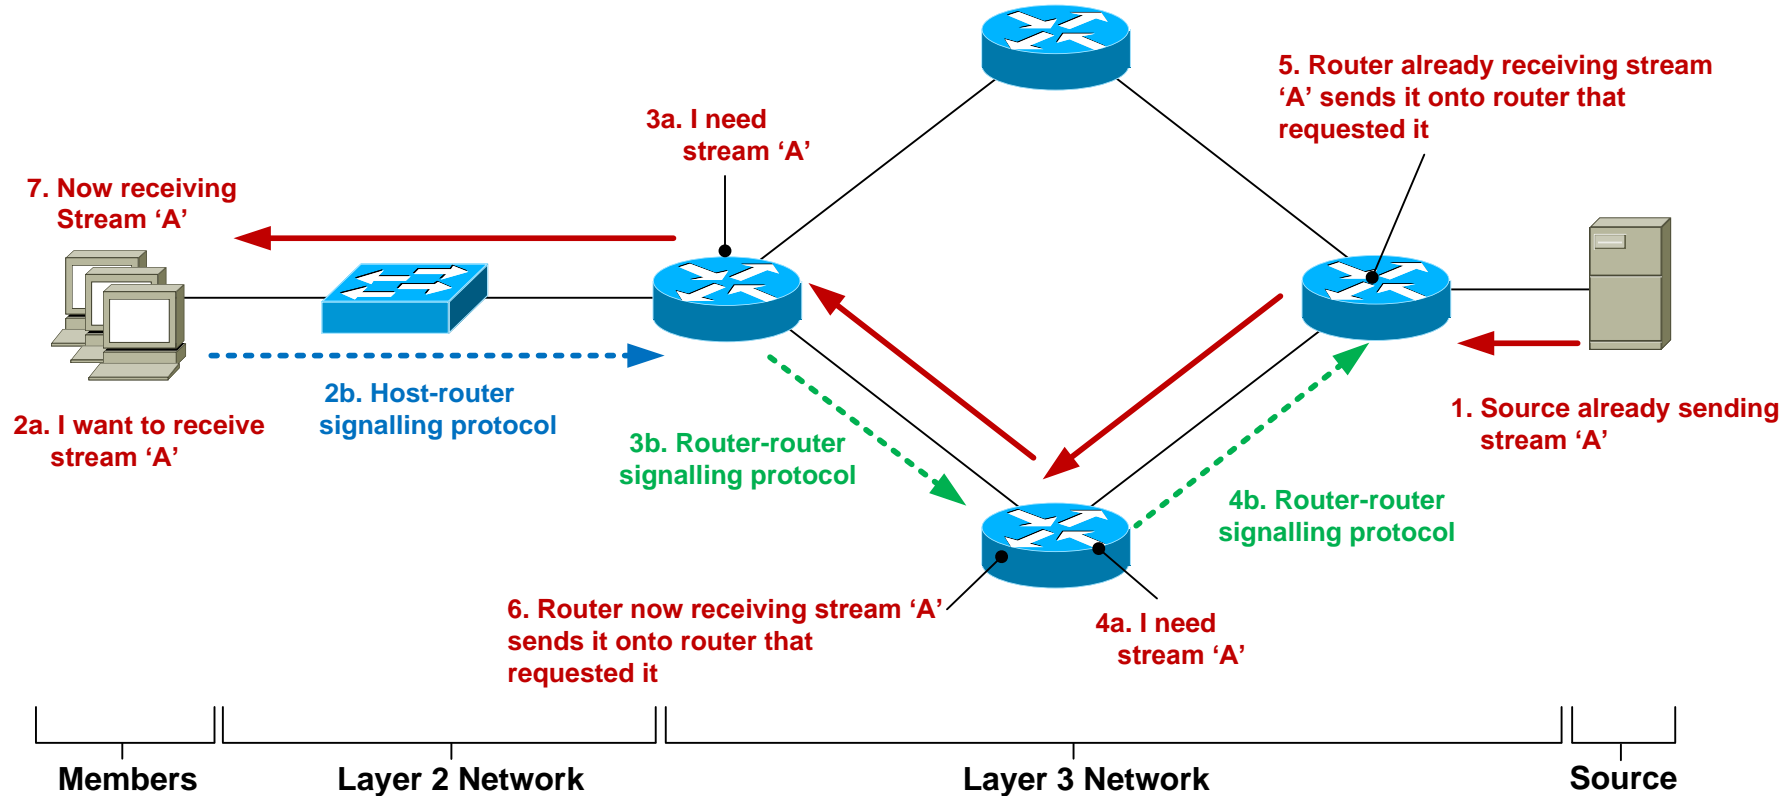 5. Router already receiving stream
‘A’ sends it onto router that
requested it
3a. I need
stream ‘A’
7. Now receiving
Stream ‘A’
2b. Host-router
signalling protocol
2a. I want to receive
stream ‘A’
1. Source already sending
stream ‘A’
3b. Router-router
signalling protocol
4b. Router-router
signalling protocol
6. Router now receiving stream ‘A’
sends it onto router that
requested it
4a. I need
stream ‘A’
Members
Layer 2 Network
Layer 3 Network
Source